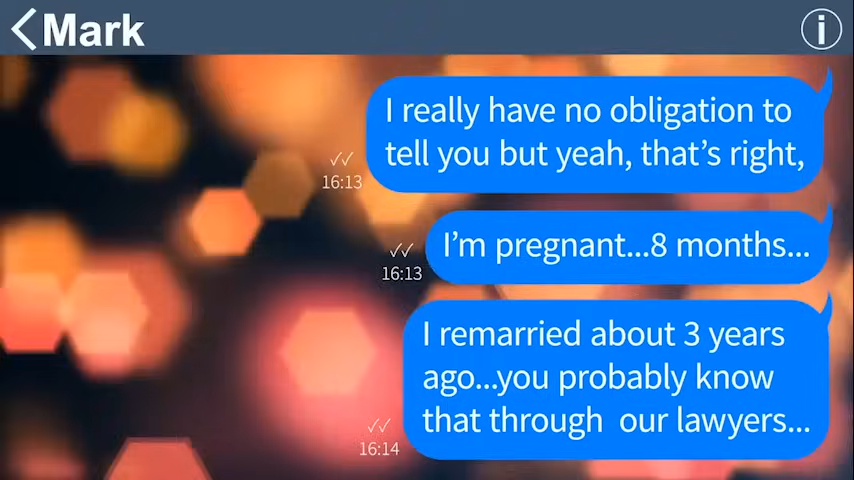 Mark
I really have no obligation to
tell you but yeah, that’s right,
16:13
I’m pregnant...8 months...
16:13
I remarried about 3 years
ago...you probably know
that through our lawyers...
16:14